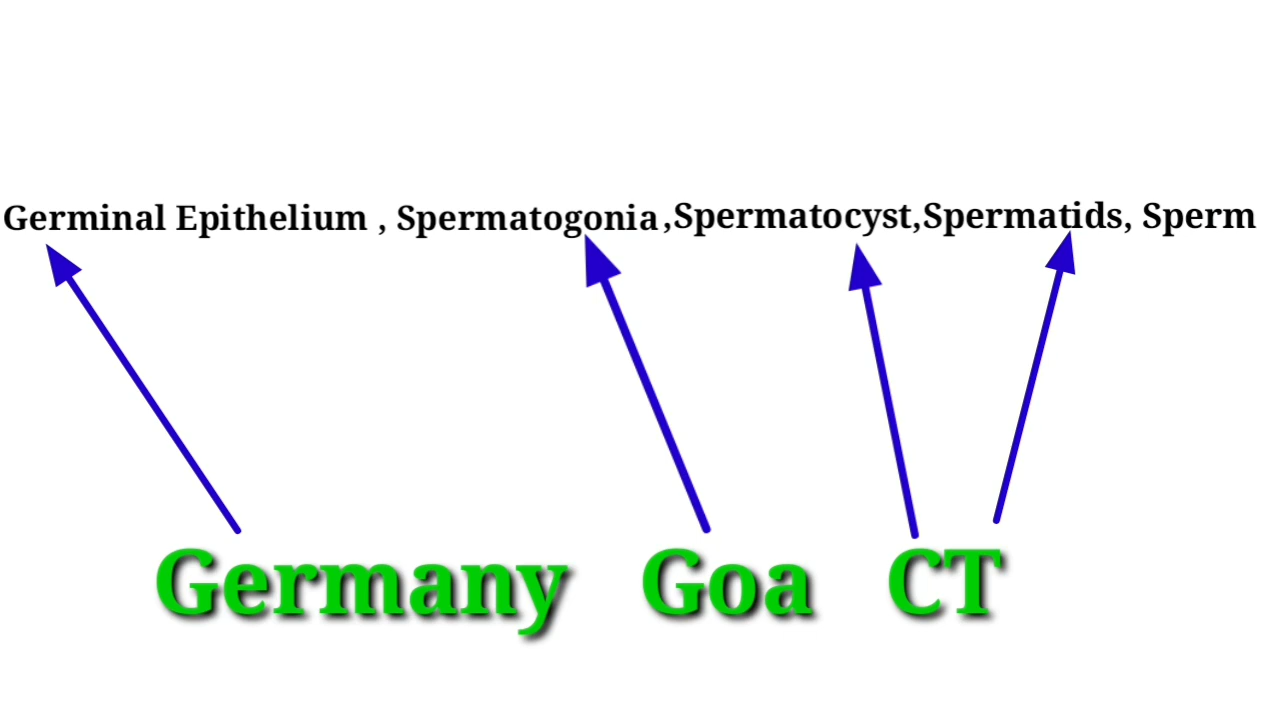 Germinal Epithelium , Spermatogonia ,Spermatocyst,Spermatids, Sperm
Germany Goa CT